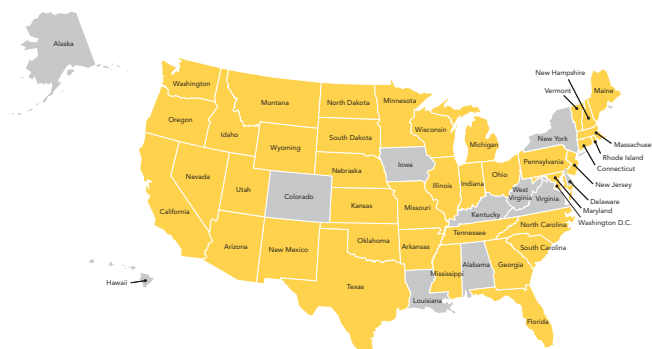 Alaska
New Hampshire
Vermont
Maine
Washington
Montana
North Dakota
Minnesota
Oregon
Idaho
Wyoming
South Dakota
Wisconsin
Michigan
New York
Massachuse
Rhode Island
Connecticut
Nevada
Utah
Colorado
Nebraska
Iowa
Illinois
Indiana
Ohio
Pennsylvania
New Jersey
Delaware
Maryland
Washington D.C.
West
Virginia
Virginia
California
Kansas
Missouri
Kentucky
Arizona
New Mexico
Oklahoma
Arkansas
Tennessee
North Carolina
South Carolina
Texas
Louisiana
Mississippi
Alabama
Georgia
Florida
Hawaii